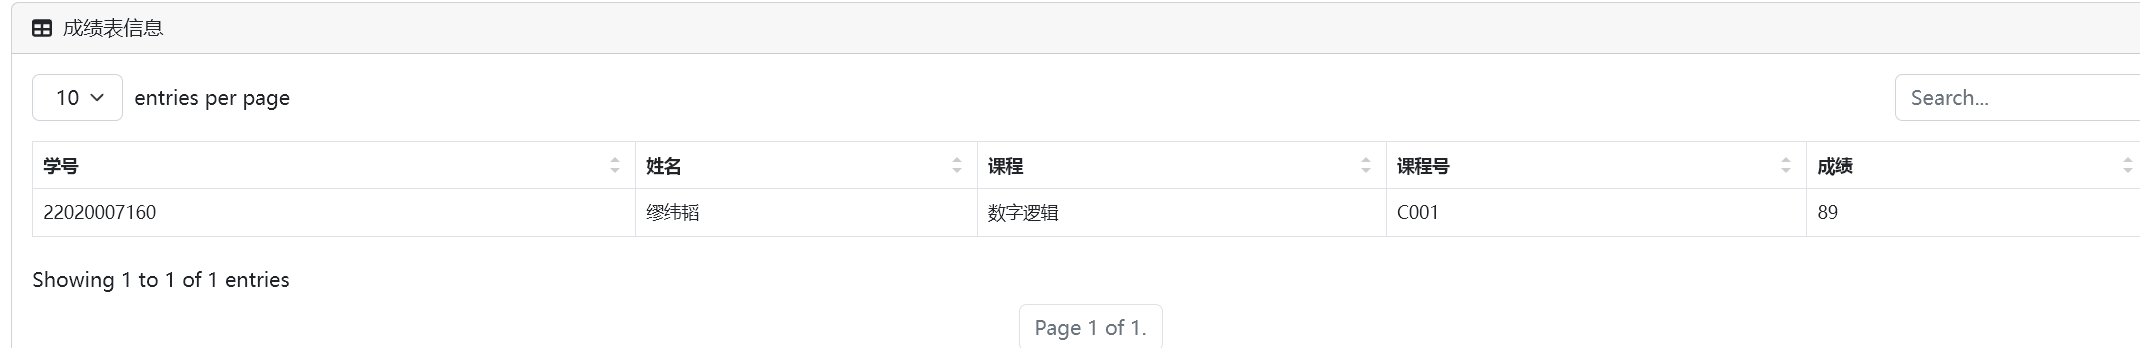 成绩表信息
10 entries per page
Search...
学号 姓名 课程 课程号 成绩
22020007160 缪纬韬 数字逻辑 C001 89
Showing 1 to 1 of 1 entries
Page 1 of 1.